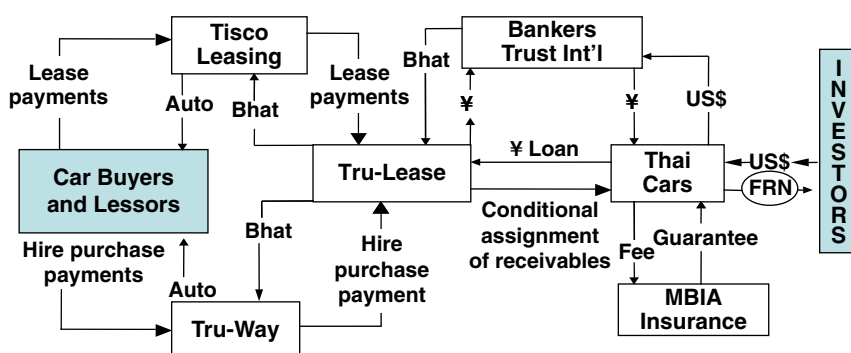 Tisco
Leasing
Bankers
Trust Int'l
Lease
payments
Auto
Bhat
Lease
payments
Bhat
¥
¥
US$
INVESTORS
Car Buyers
and Lessors
Tru-Lease
¥ Loan
Thai
Cars
US$
FRN
Hire purchase
payments
Auto
Bhat
Hire
purchase
payment
Conditional
assignment
of receivables
Fee
Guarantee
Tru-Way
MBIA
Insurance